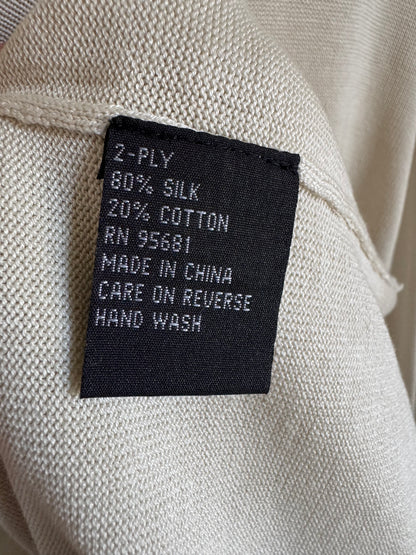 2-PLY
80% SILK
20% COTTON
RN 95681
MADE IN CHINA
CARE ON REVERSE
HAND WASH